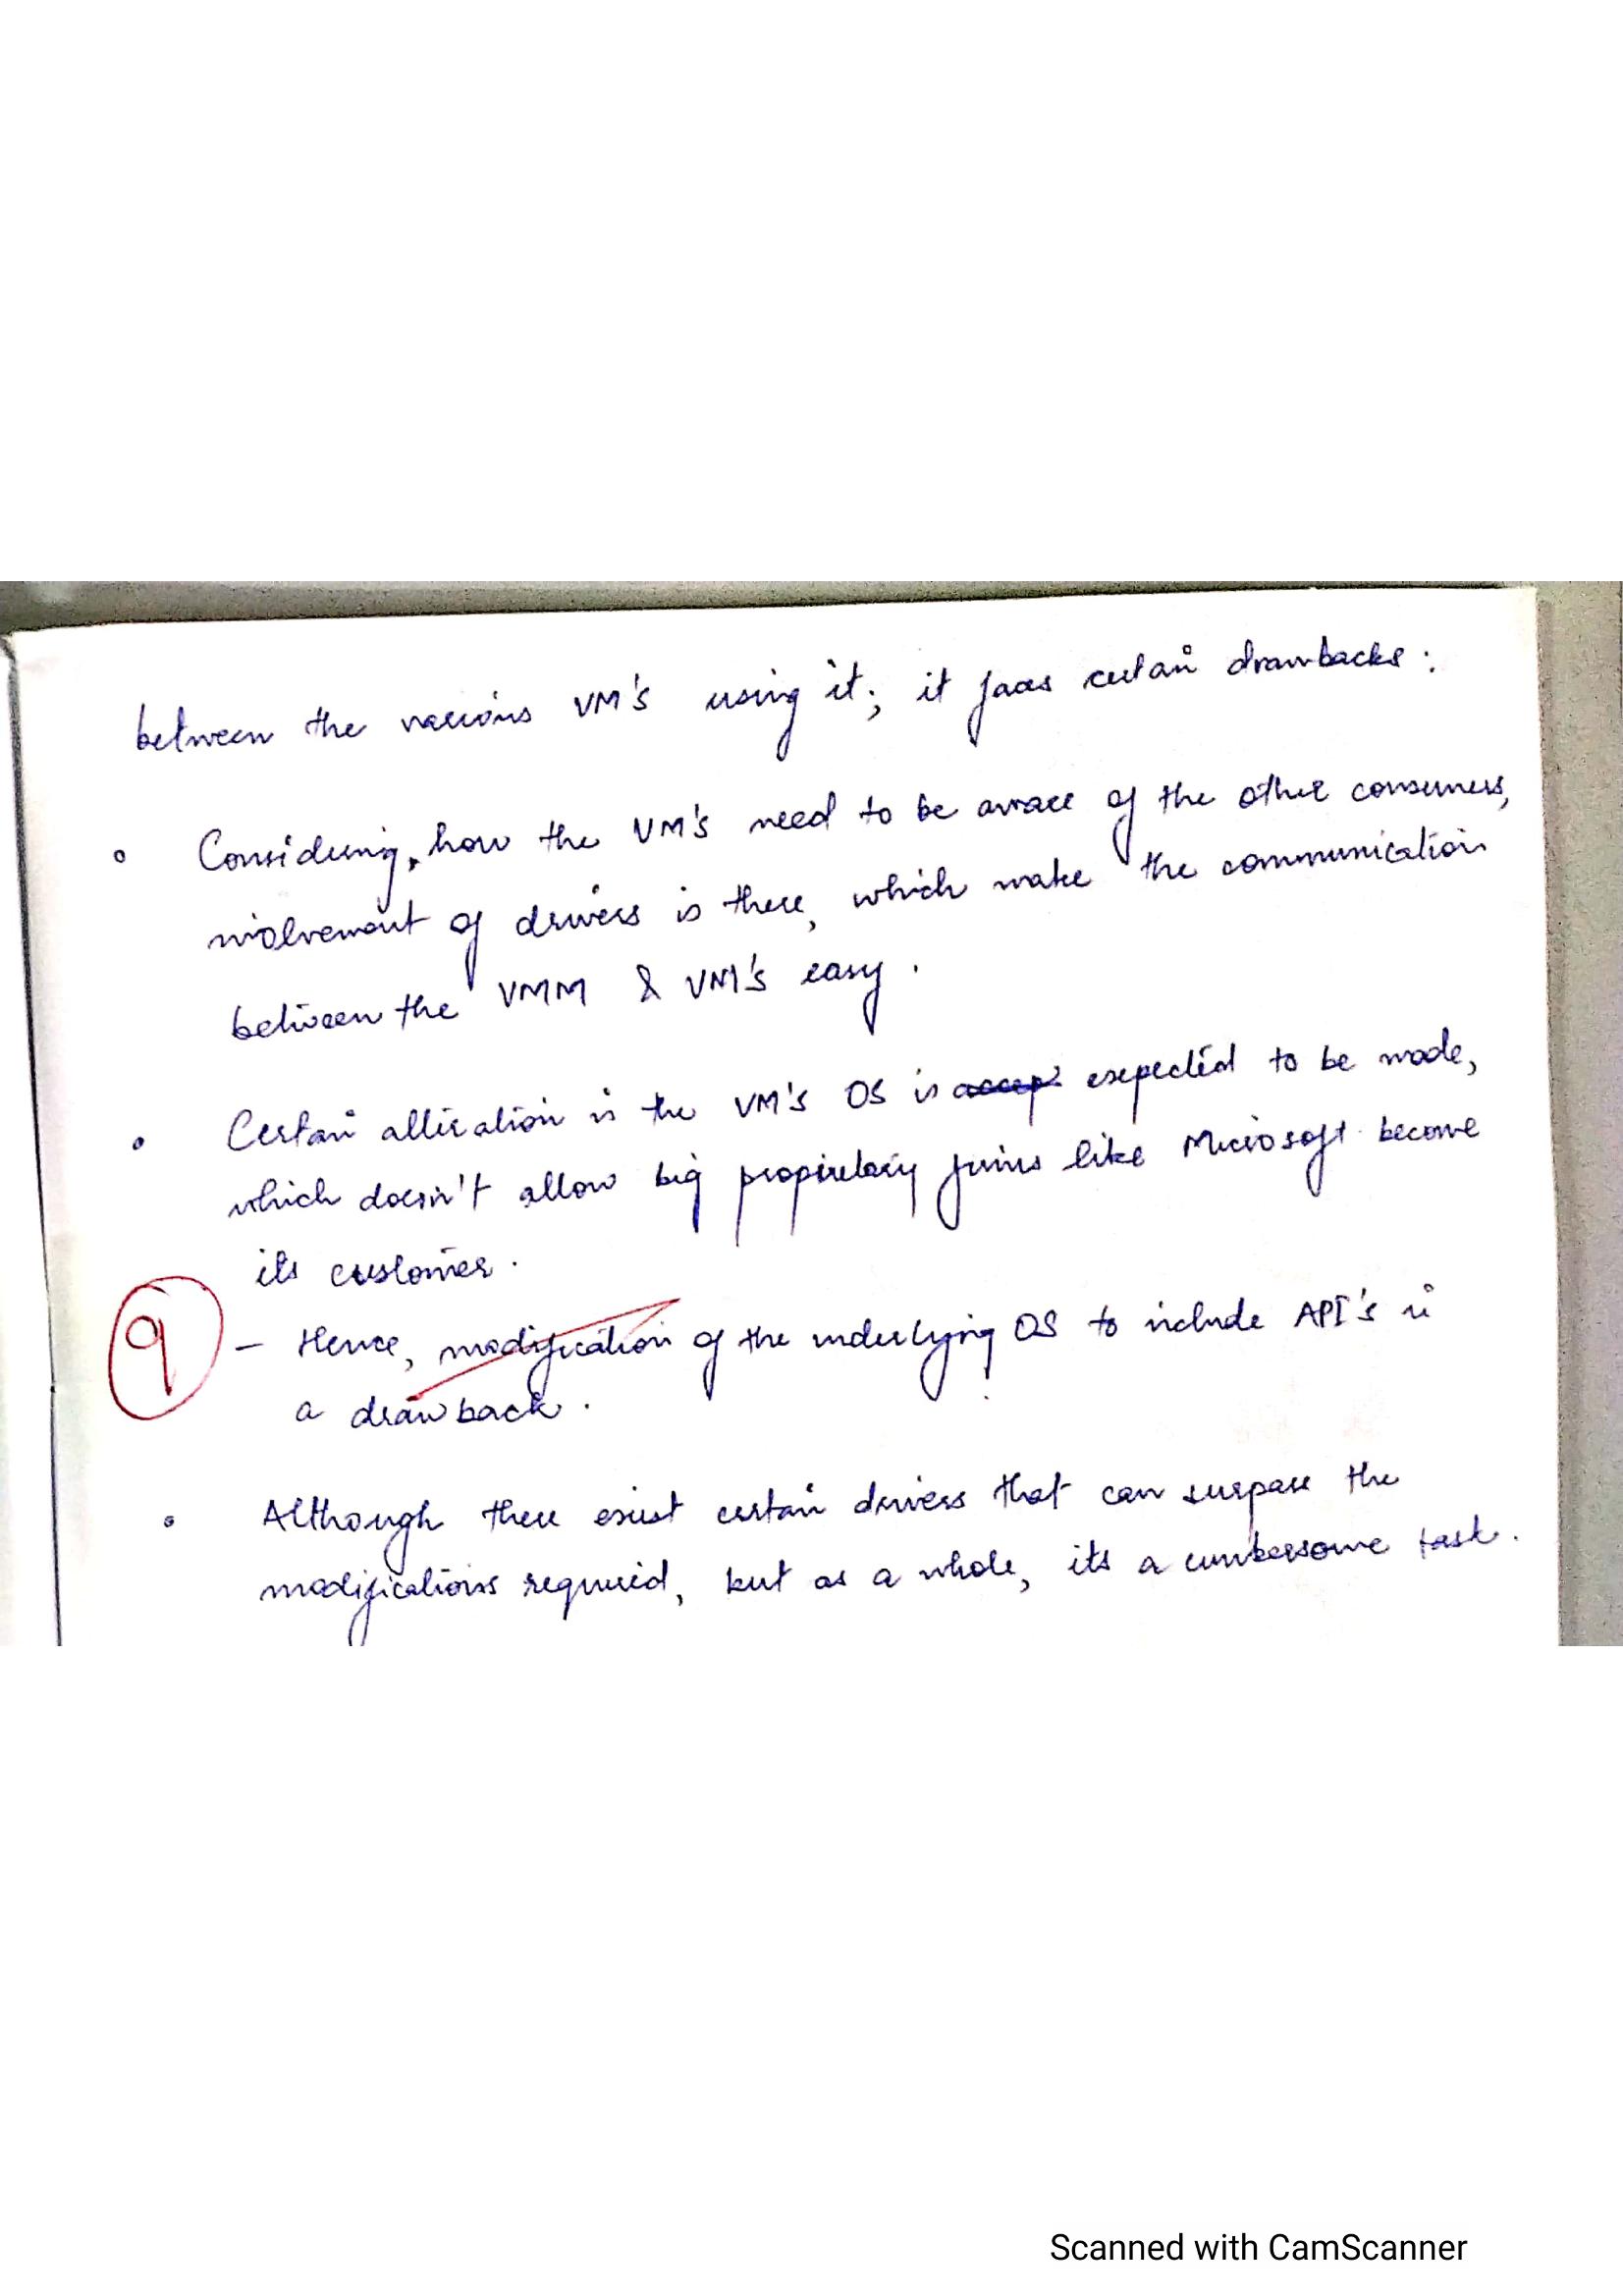 between the various VM's using it; it faces certain drawbacks:
Considering, how the VM's need to be aware of the other consumers,
involvement of drivers is there, which make the communication
between the VMM & VM's easy.
Certain alteration in the VM's OS is expected to be made,
which doesn't allow big propiretary firms like Microsoft become
its customer.
9
- Hence, modification of the underlying OS to include API's is
a drawback.
Although there exist certain drivers that can surpass the
modifications required, but as a whole, its a cumbersome task.
Scanned with CamScanner